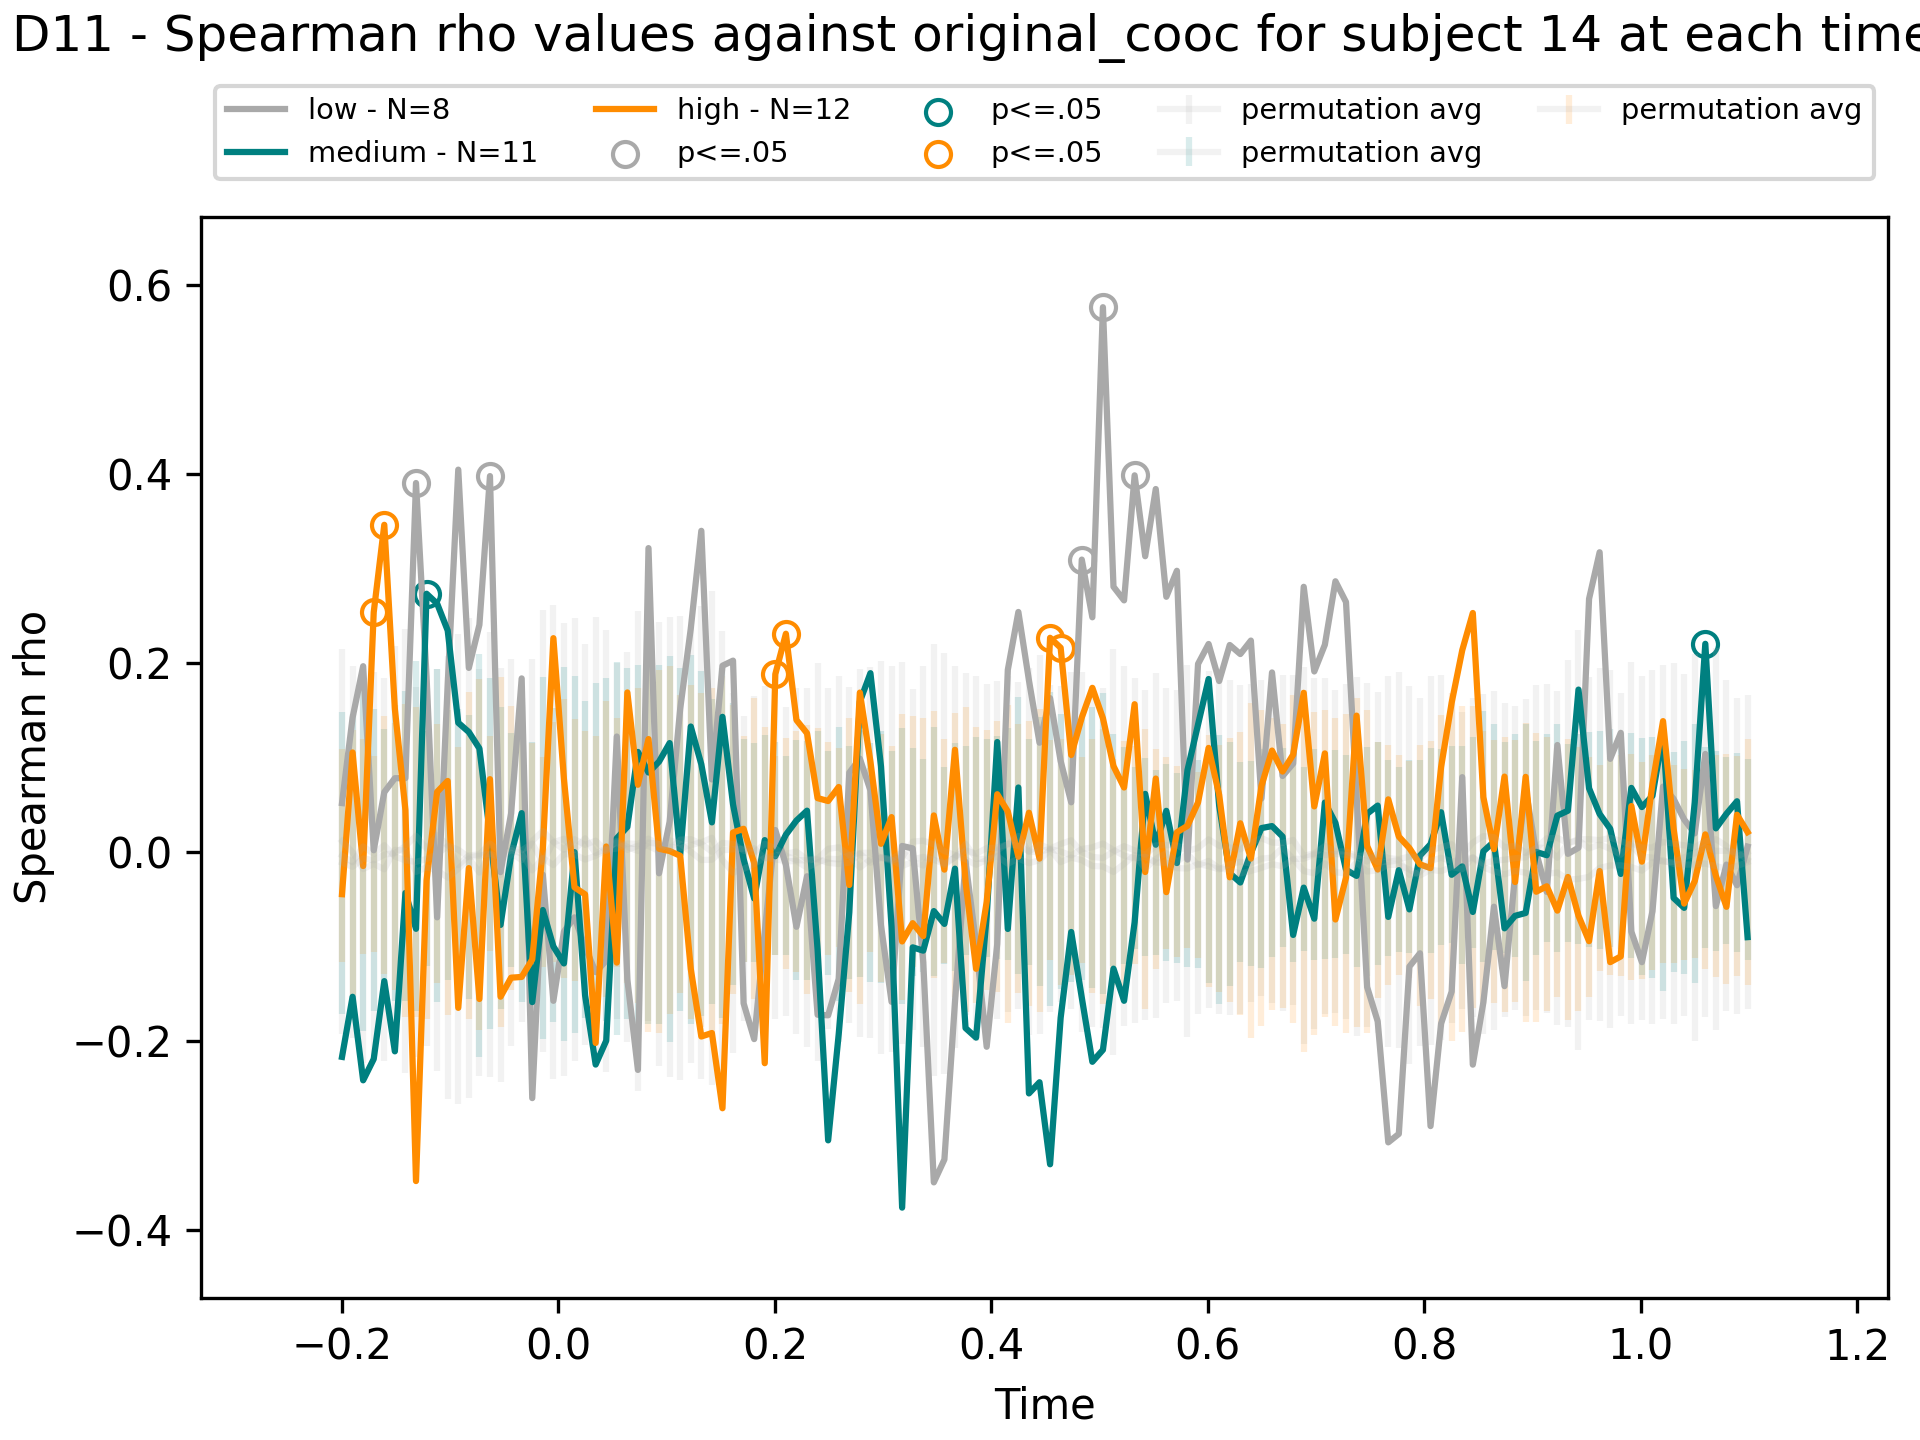 D11 - Spearman rho values against original_cooc for subject 14 at each time
low - N=8 high - N=12 p<=.05 permutation avg permutation avg
medium - N=11 p<=.05 p<=.05 permutation avg
Spearman rho
0.6
0.4
0.2
0.0
−0.2
−0.4
−0.2 0.0 0.2 0.4 0.6 0.8 1.0 1.2
Time